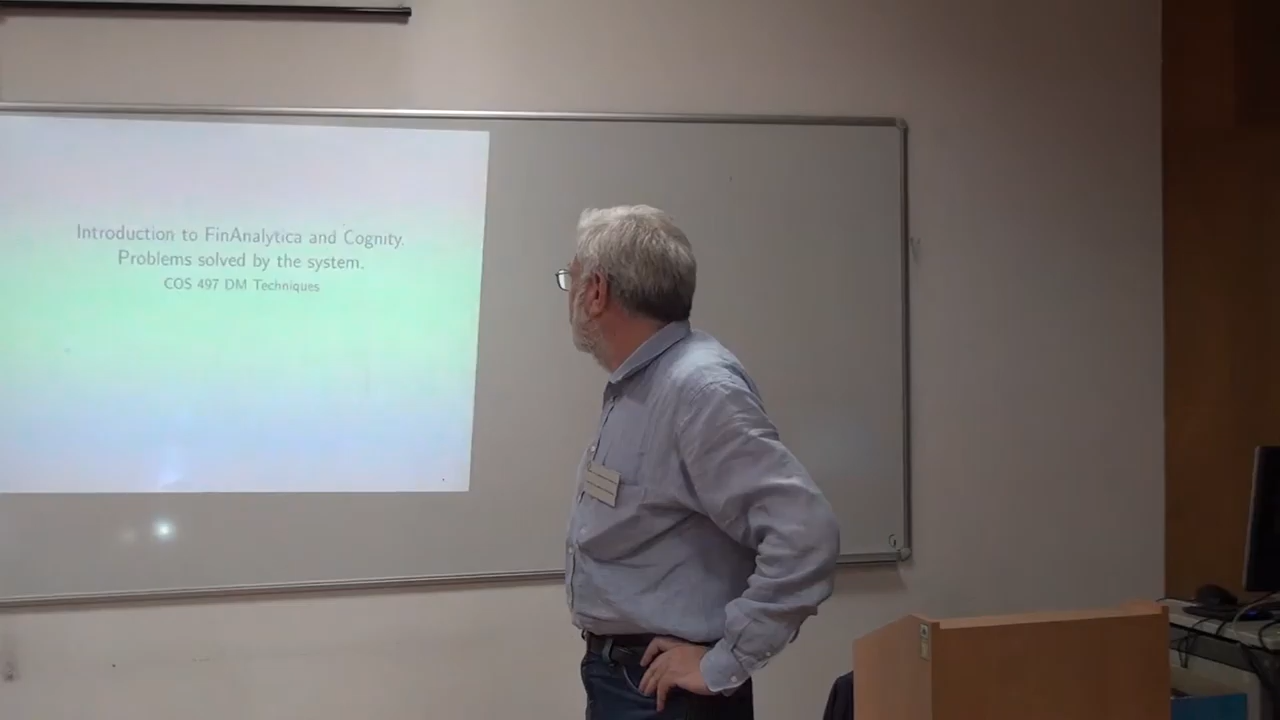 Introduction to FinAnalytica and Cognity.
Problems solved by the system.
COS 497 DM Techniques